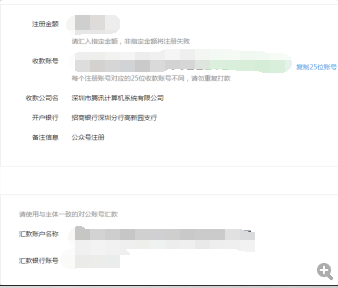 注册金额
请汇入指定金额，非指定金额将注册失败
收款账号
复制25位账号
每个注册账号对应的25位收款账号不同，请勿重复打款
收款公司名 深圳市腾讯计算机系统有限公司
开户银行 招商银行深圳分行高新园支行
备注信息 公众号注册
请使用与主体一致的对公账号汇款
汇款账户名称
汇款银行账号